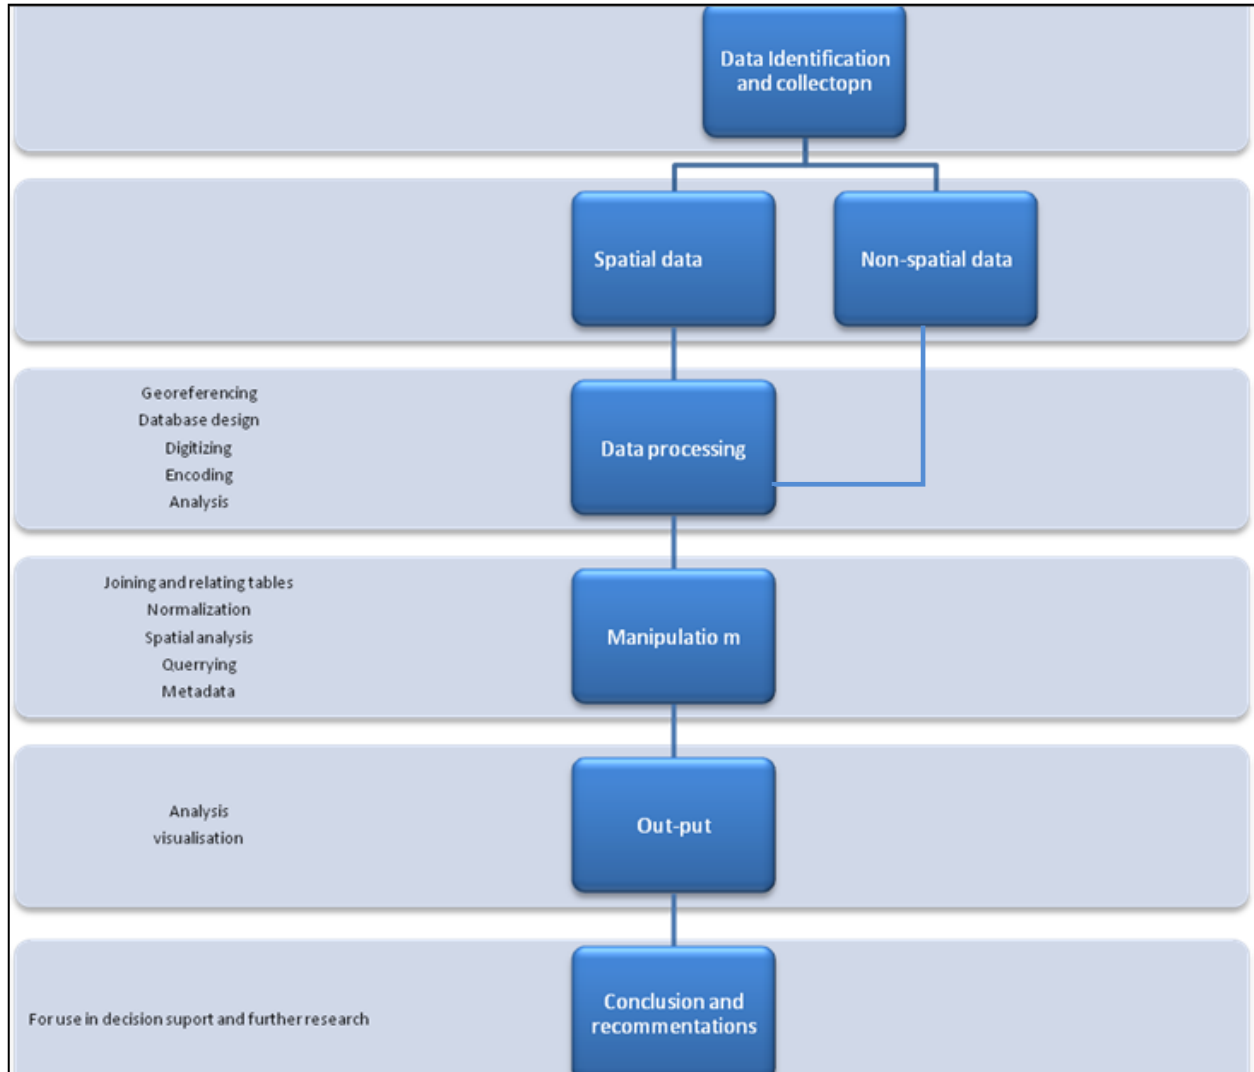 Data Identification
and collectopn
Spatial data
Non-spatial data
Georeferencing
Database design
Digitizing
Encoding
Analysis
Data processing
Joining and relating tables
Normalization
Spatial analysis
Querrying
Metadata
Manipulatio m
Analysis
visualisation
Out-put
For use in decision suport and further research
Conclusion and
recommentations